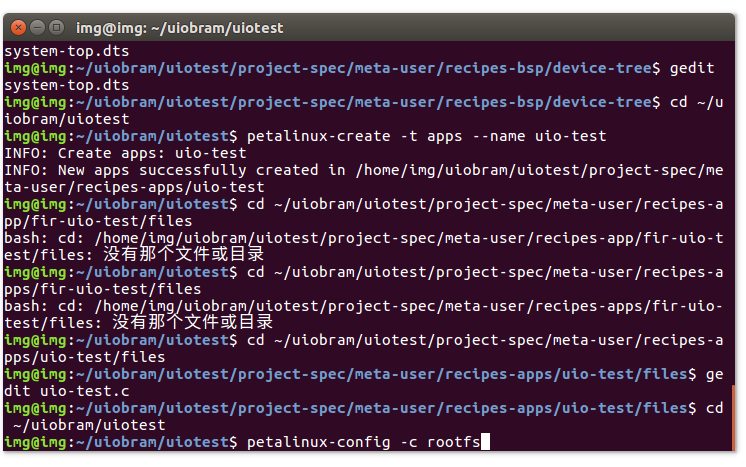 img@img: ~/uiobram/uiotest
system-top.dts
img@img:~/uiobram/uiotest/project-spec/meta-user/recipes-bsp/device-tree$ gedit
system-top.dts
img@img:~/uiobram/uiotest/project-spec/meta-user/recipes-bsp/device-tree$ cd ~/u
iobram/uiotest
img@img:~/uiobram/uiotest$ petalinux-create -t apps --name uio-test
INFO: Create apps: uio-test
INFO: New apps successfully created in /home/img/uiobram/uiotest/project-spec/me
ta-user/recipes-apps/uio-test
img@img:~/uiobram/uiotest$ cd ~/uiobram/uiotest/project-spec/meta-user/recipes-a
pp/fir-uio-test/files
bash: cd: /home/img/uiobram/uiotest/project-spec/meta-user/recipes-app/fir-uio-t
est/files: 没有那个文件或目录
img@img:~/uiobram/uiotest$ cd ~/uiobram/uiotest/project-spec/meta-user/recipes-a
pps/fir-uio-test/files
bash: cd: /home/img/uiobram/uiotest/project-spec/meta-user/recipes-apps/fir-uio-
test/files: 没有那个文件或目录
img@img:~/uiobram/uiotest$ cd ~/uiobram/uiotest/project-spec/meta-user/recipes-a
pps/uio-test/files
img@img:~/uiobram/uiotest/project-spec/meta-user/recipes-apps/uio-test/files$ ge
dit uio-test.c
img@img:~/uiobram/uiotest/project-spec/meta-user/recipes-apps/uio-test/files$ cd
 ~/uiobram/uiotest
img@img:~/uiobram/uiotest$ petalinux-config -c rootfs